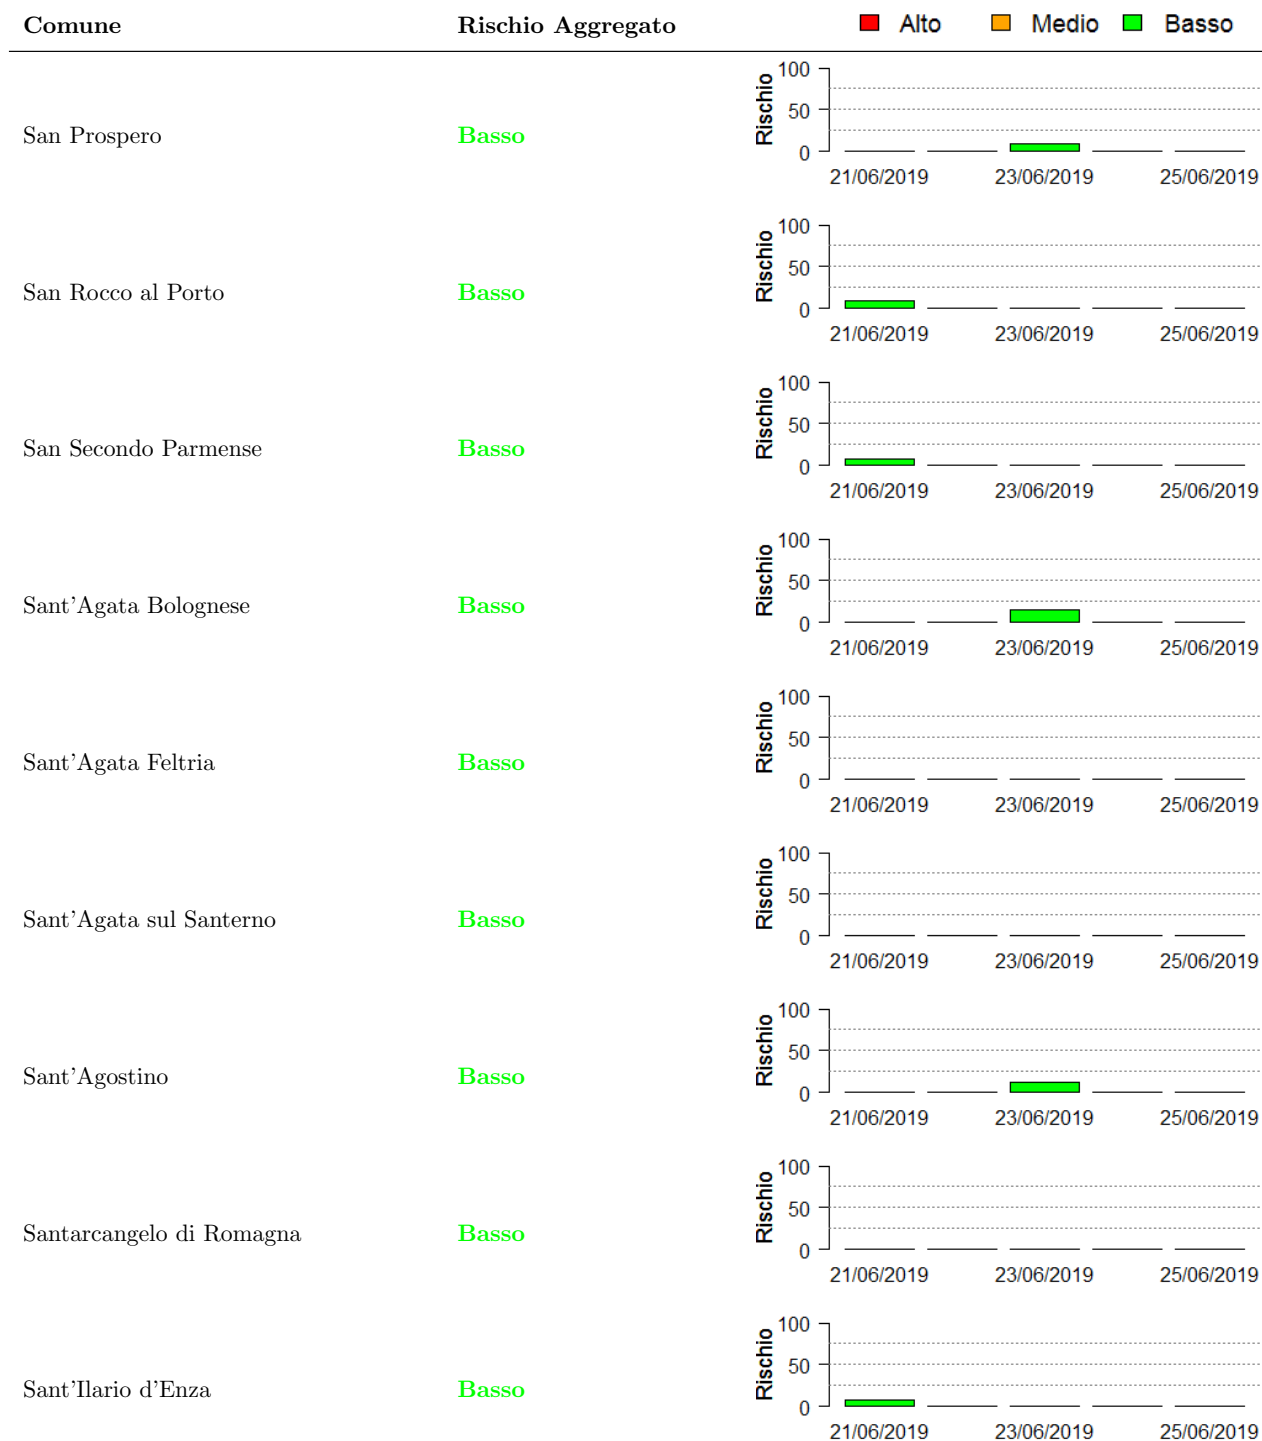 Comune Rischio Aggregato Alto Medio Basso
San Prospero Basso
Rischio
100
50
0
21/06/2019 23/06/2019 25/06/2019
San Rocco al Porto Basso
Rischio
100
50
0
21/06/2019 23/06/2019 25/06/2019
San Secondo Parmense Basso
Rischio
100
50
0
21/06/2019 23/06/2019 25/06/2019
Sant'Agata Bolognese Basso
Rischio
100
50
0
21/06/2019 23/06/2019 25/06/2019
Sant'Agata Feltria Basso
Rischio
100
50
0
21/06/2019 23/06/2019 25/06/2019
Sant'Agata sul Santerno Basso
Rischio
100
50
0
21/06/2019 23/06/2019 25/06/2019
Sant'Agostino Basso
Rischio
100
50
0
21/06/2019 23/06/2019 25/06/2019
Santarcangelo di Romagna Basso
Rischio
100
50
0
21/06/2019 23/06/2019 25/06/2019
Sant'Ilario d'Enza Basso
Rischio
100
50
0
21/06/2019 23/06/2019 25/06/2019